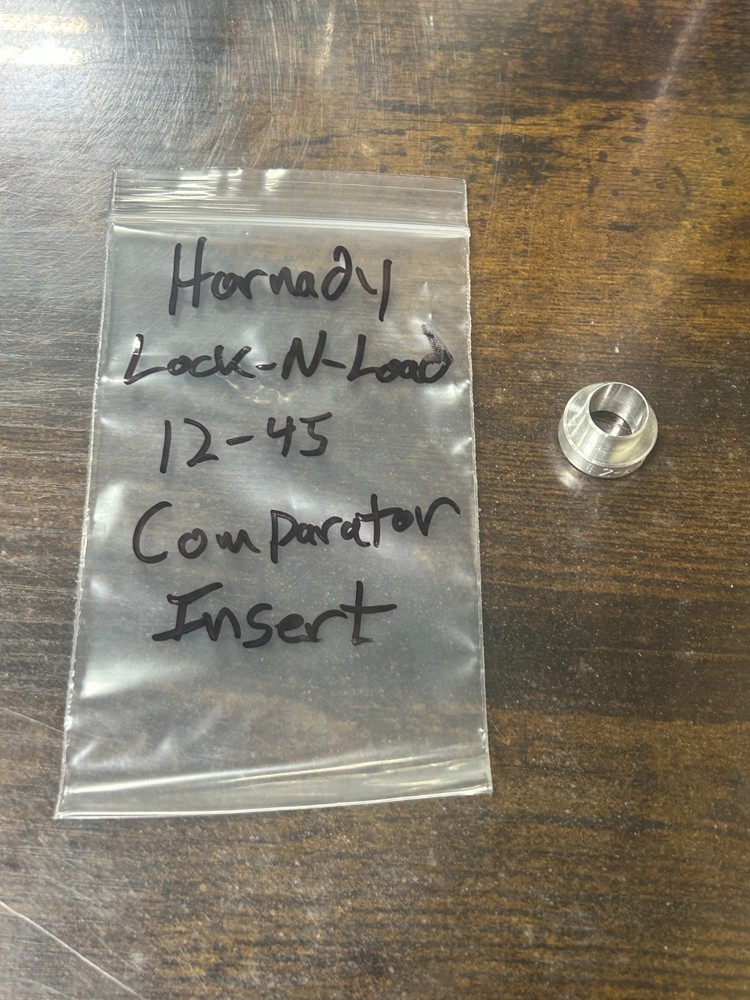 Hornady
Lock-N-Load
12-45
Comparator
Insert